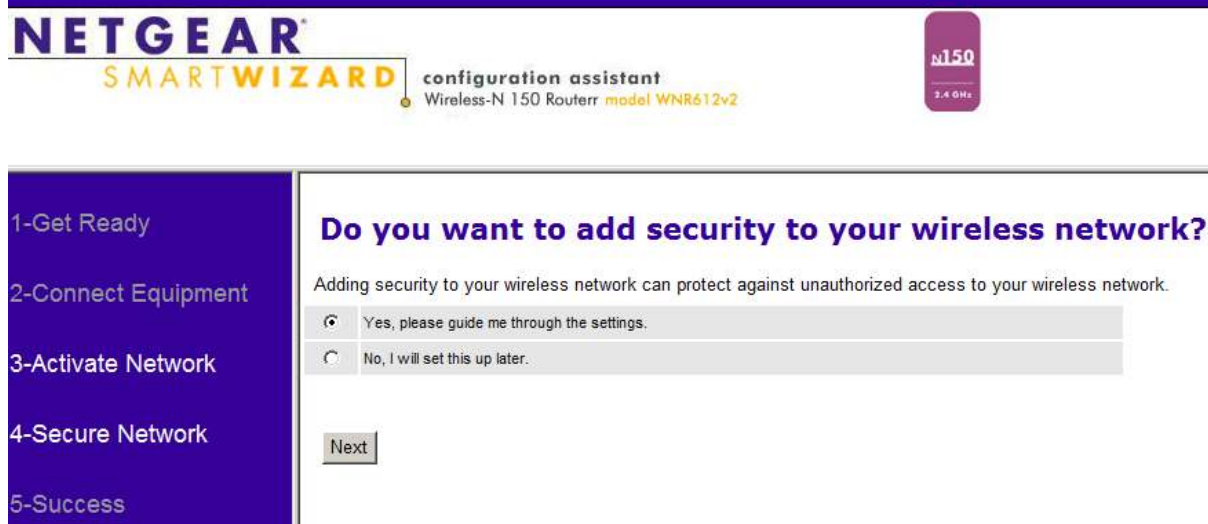 NETGEAR
SMARTWIZARD
configuration assistant
Wireless-N 150 Routerr model WNR612v2
N150
2.4 GHz
1-Get Ready
2-Connect Equipment
3-Activate Network
4-Secure Network
5-Success
Do you want to add security to your wireless network?
Adding security to your wireless network can protect against unauthorized access to your wireless network.
Yes, please guide me through the settings.
No, I will set this up later.
Next